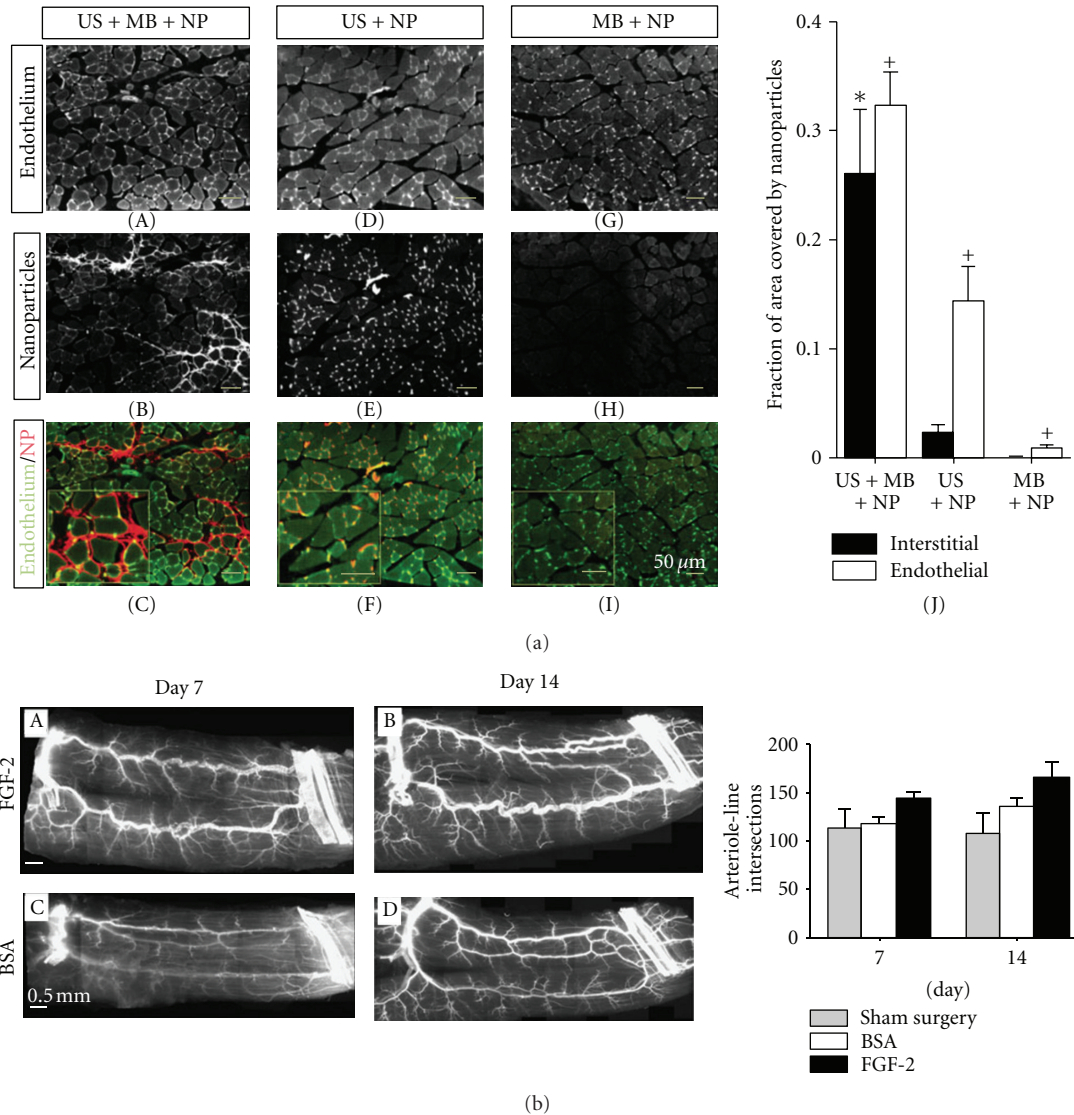 US + MB + NP
US + NP
MB + NP
Endothelium
(A)
(D)
(G)
Nanoparticles
(B)
(E)
(H)
Endothelium/NP
50 µm
(C)
(F)
(I)
Fraction of area covered by nanoparticles
0.4
0.3
0.2
0.1
0
*
+
+
+
US + MB
+ NP
US
+ NP
MB
+ NP
Interstitial
Endothelial
(J)
(a)
Day 7
Day 14
FGF-2
A
B
BSA
C
D
0.5 mm
Arteriole-line
intersections
200
150
100
50
0
7
14
(day)
Sham surgery
BSA
FGF-2
(b)